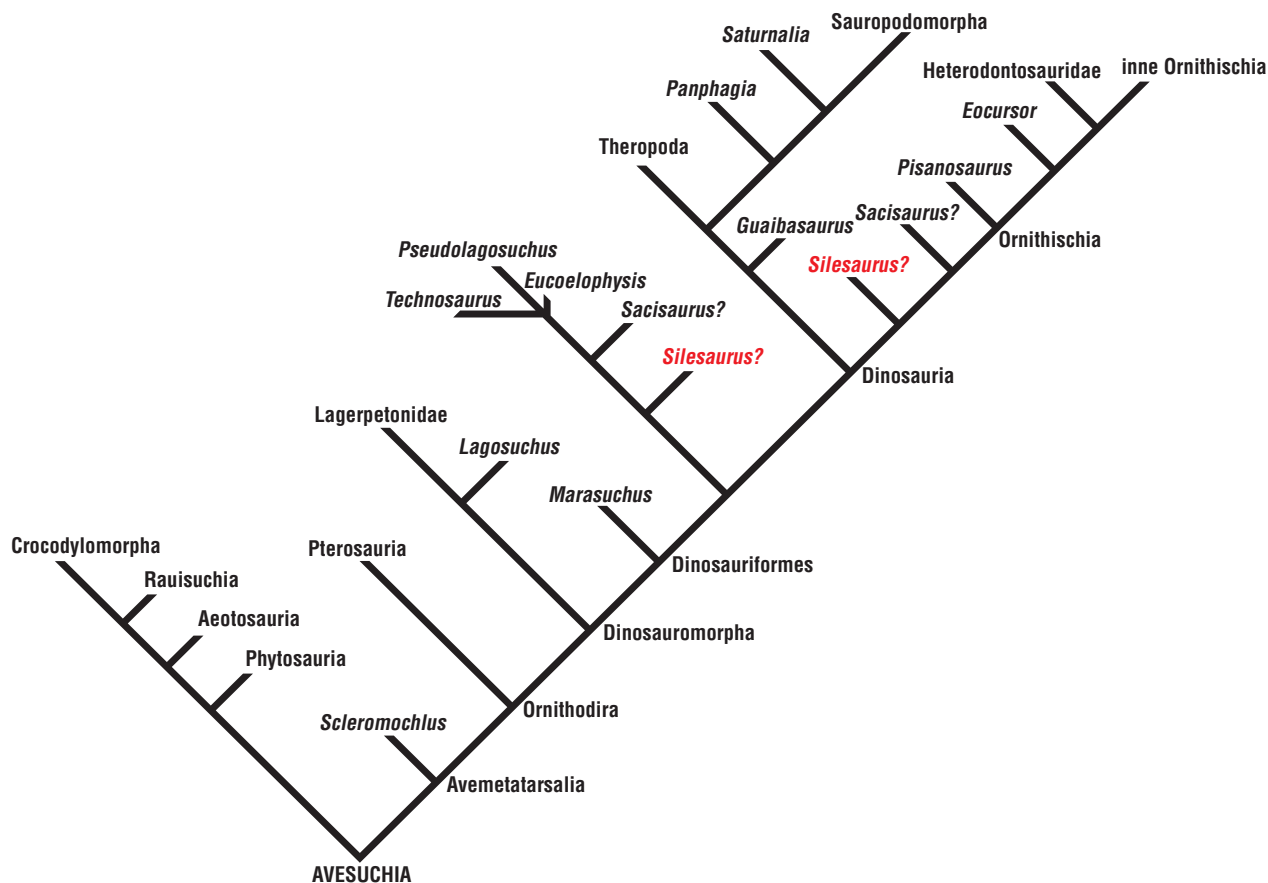 Sauropodomorpha
Saturnalia
Heterodontosauridae
inne Ornithischia
Panphagia
Eocursor
Theropoda
Pisanosaurus
Guaibasaurus
Sacisaurus?
Ornithischia
Pseudolagosuchus
Silesaurus?
Eucoelophysis
Technosaurus
Sacisaurus?
Silesaurus?
Dinosauria
Lagerpetonidae
Lagosuchus
Marasuchus
Crocodylomorpha
Pterosauria
Dinosauriformes
Rauisuchia
Aeotosauria
Dinosauromorpha
Phytosauria
Ornithodira
Scleromochlus
Avemetatarsalia
AVESUCHIA